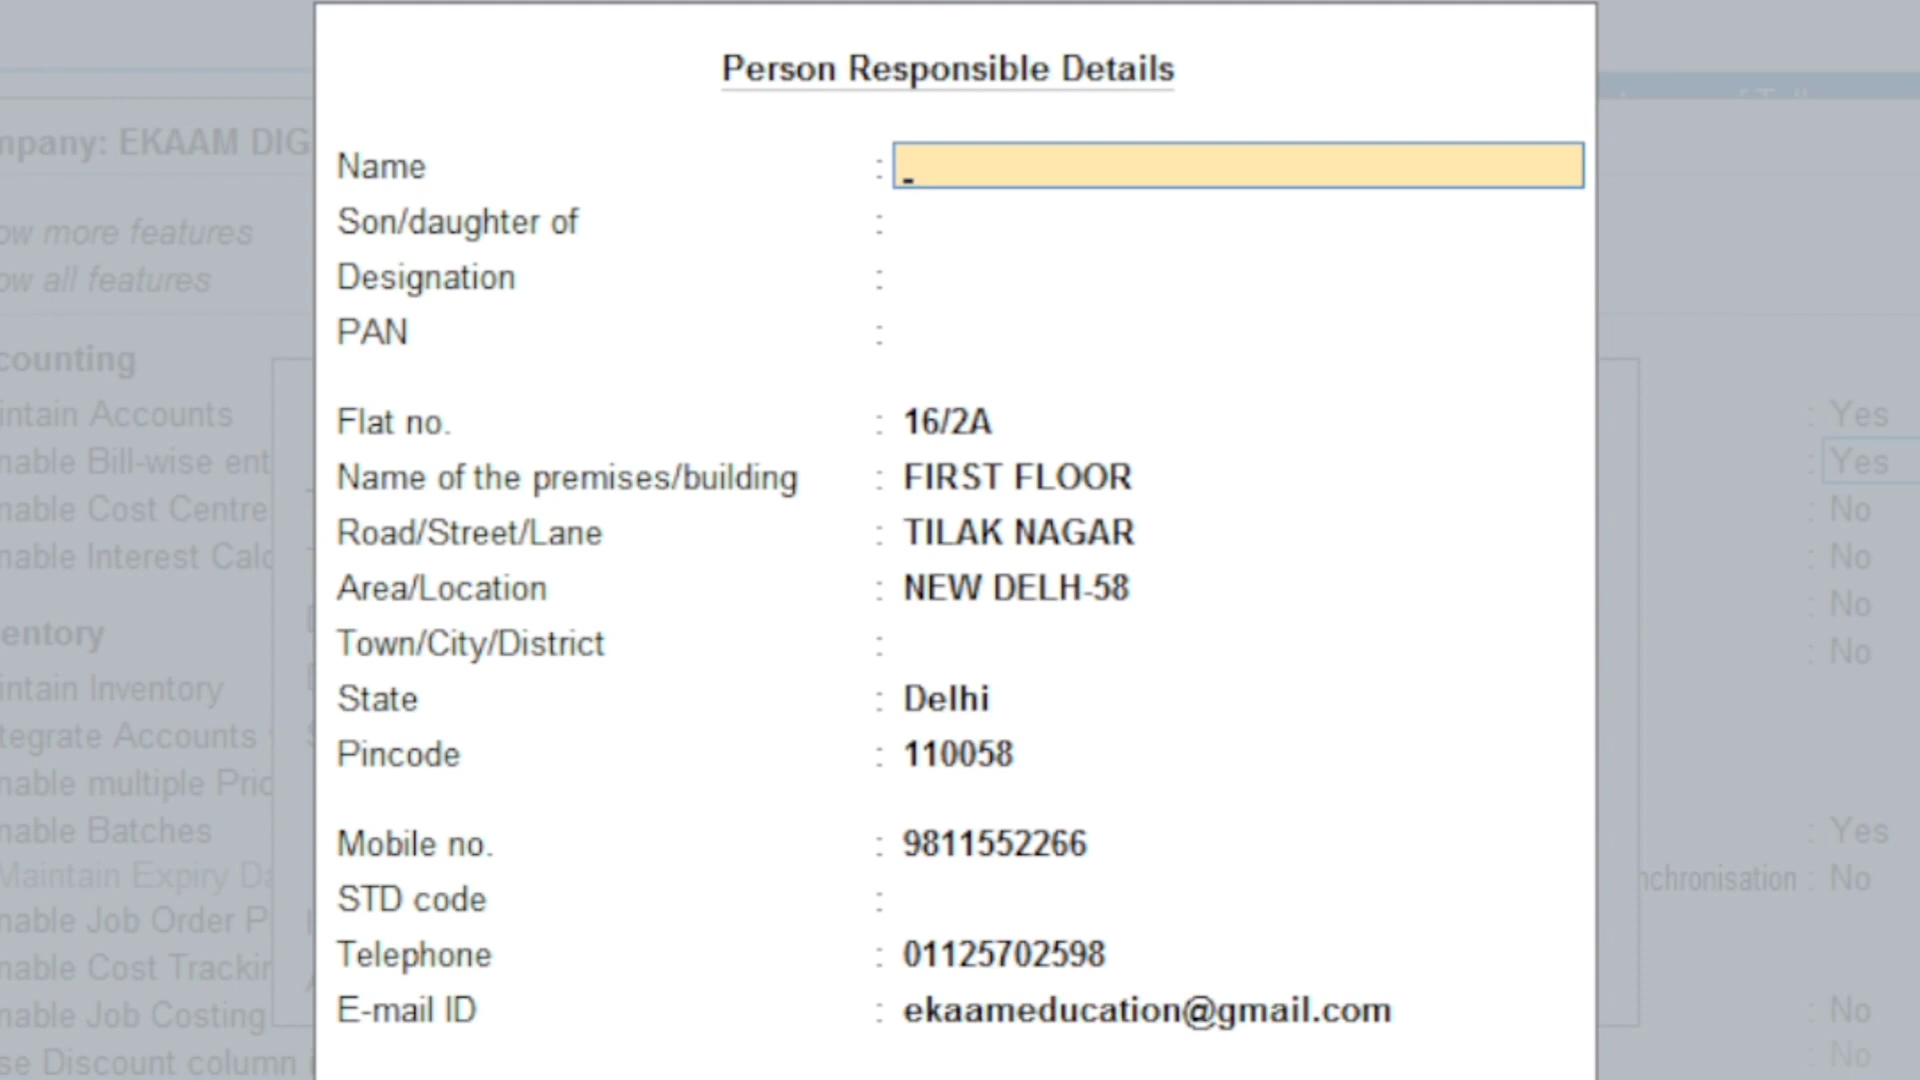 Person Responsible Details
mpany: EKAAM DIG
Name :
ow more features
Son/daughter of :
ow all features
Designation :
PAN :
counting
intain Accounts : Yes
Flat no. : 16/2A
nable Bill-wise ent : Yes
Name of the premises/building : FIRST FLOOR
nable Cost Centre : No
Road/Street/Lane : TILAK NAGAR
nable Interest Calc : No
Area/Location : NEW DELH-58
: No
entory
Town/City/District :
: No
intain Inventory
State : Delhi
tegrate Accounts
Pincode : 110058
nable multiple Pric
nable Batches : Yes
Mobile no. : 9811552266
Maintain Expiry Da
nchronisation : No
STD code :
nable Job Order P
Telephone : 01125702598
nable Cost Trackin
E-mail ID : ekaameducation@gmail.com
nable Job Costing : No
se Discount column : No